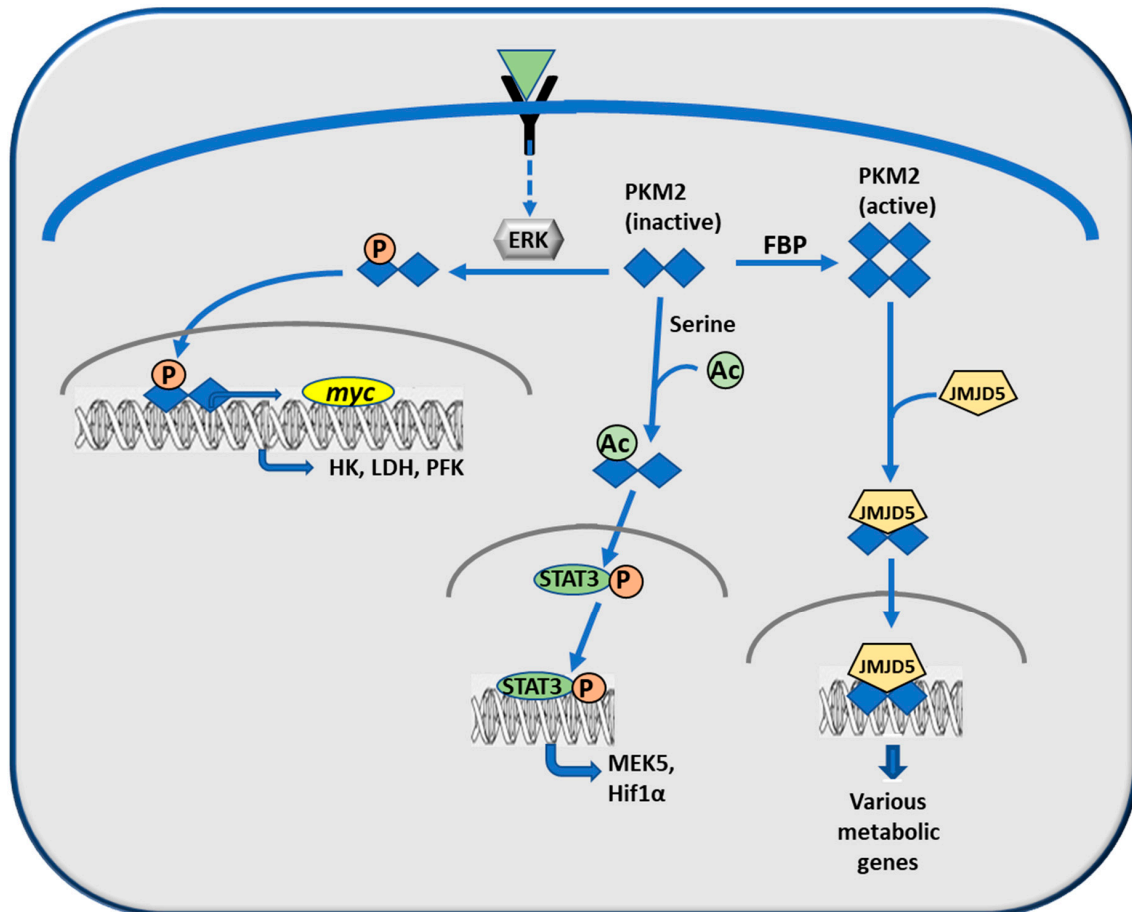 PKM2
(inactive)
PKM2
(active)
ERK
FBP
P
Serine
Ac
P
myc
HK, LDH, PFK
JMJD5
Ac
JMJD5
STAT3
P
STAT3
P
JMJD5
MEK5,
Hif1α
Various
metabolic
genes